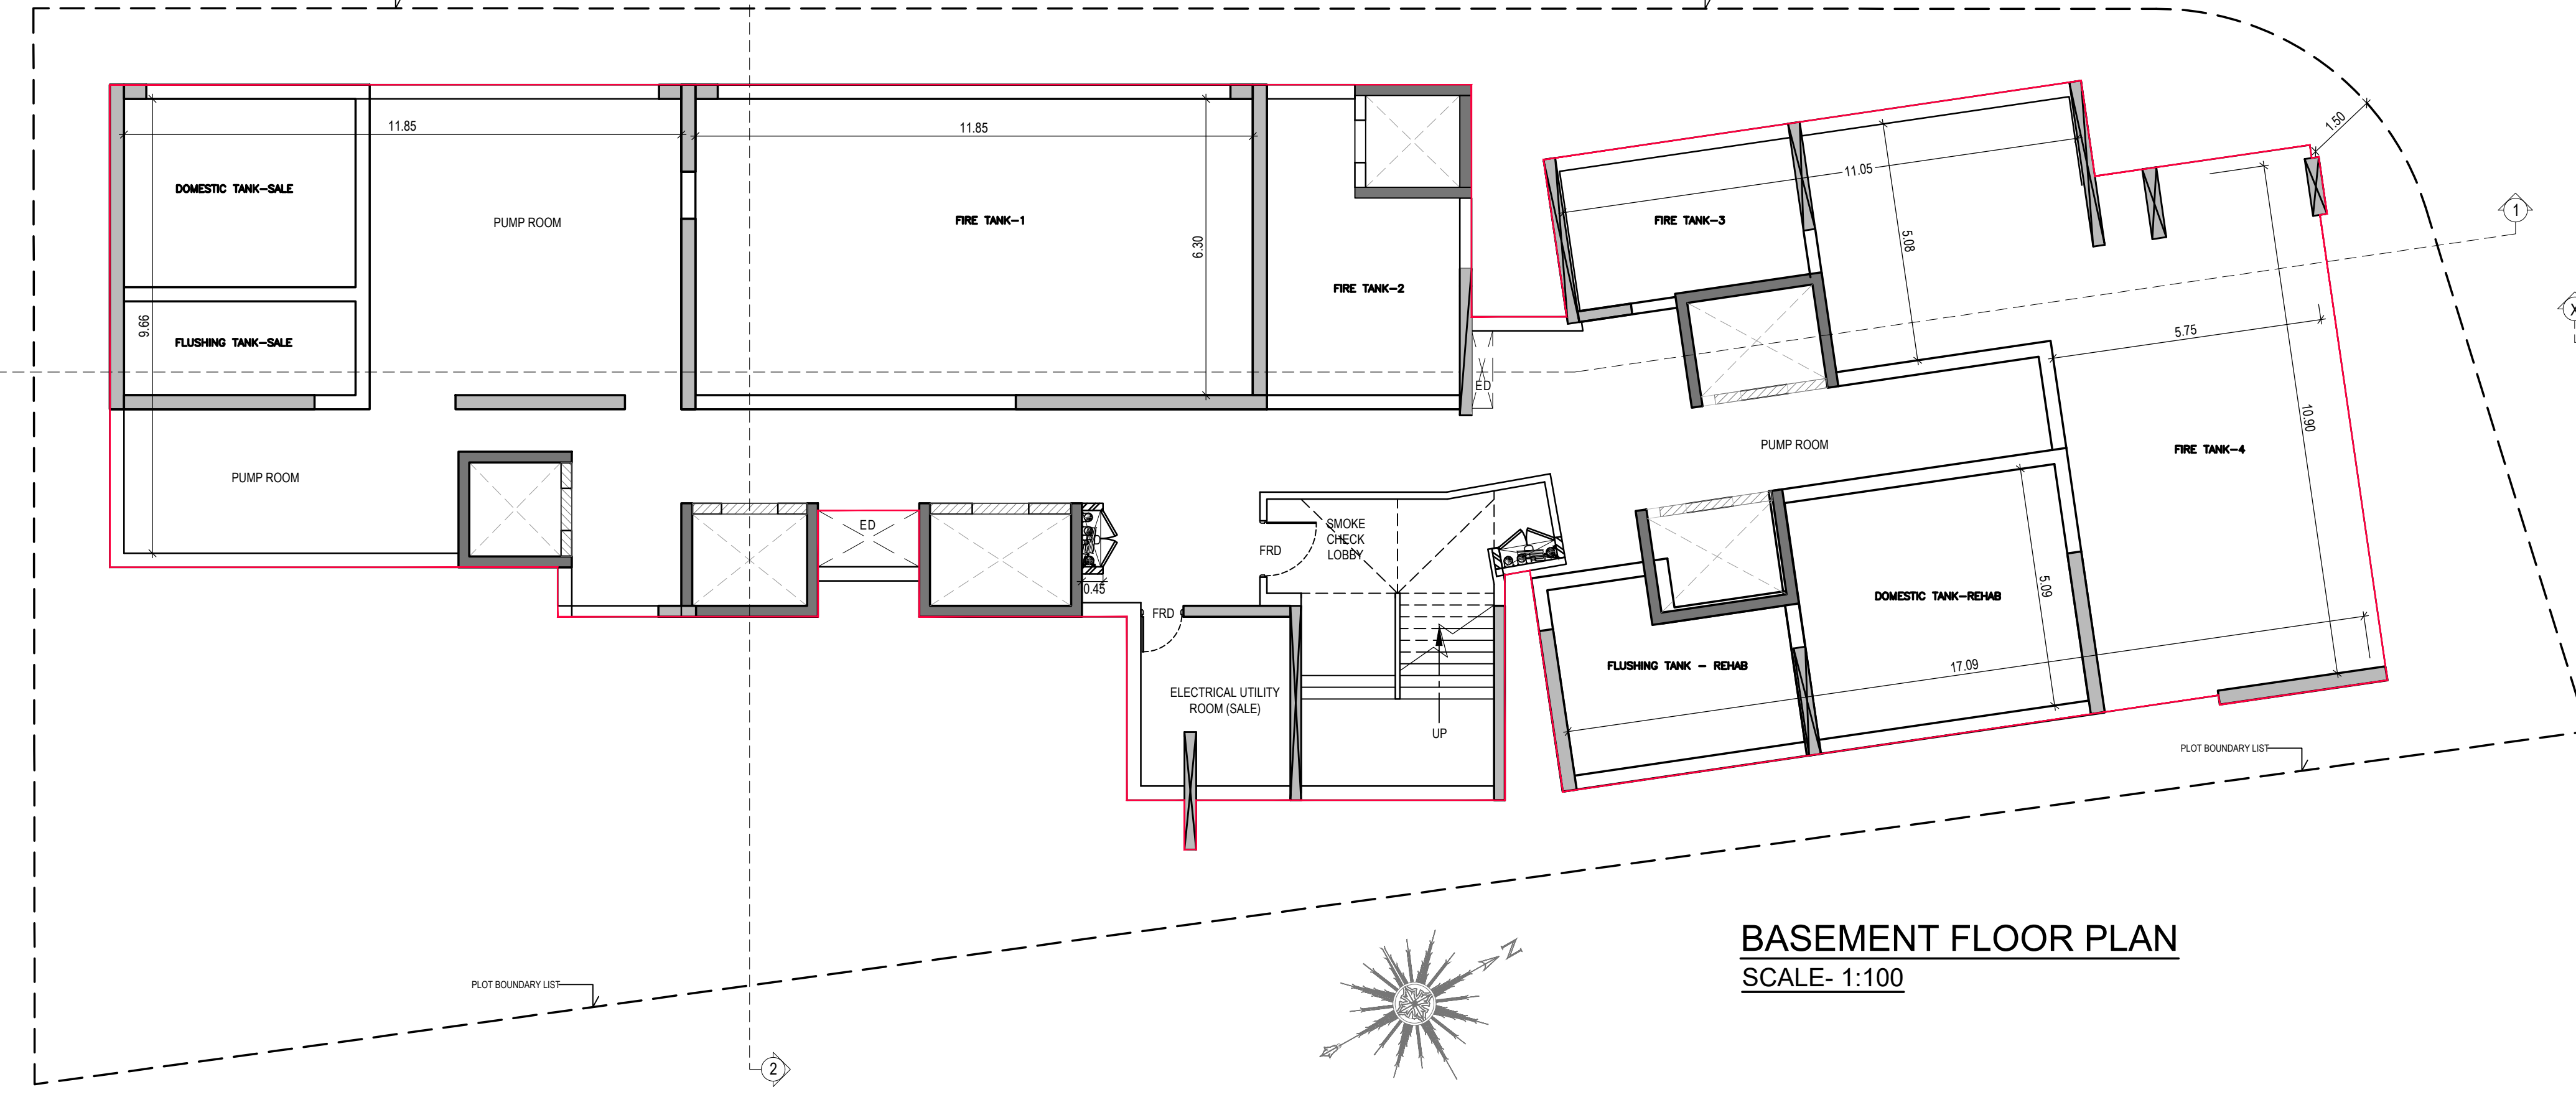 11.85
11.85
1.50
DOMESTIC TANK-SALE
PUMP ROOM
FIRE TANK-1
6.30
FIRE TANK-2
FIRE TANK-3
11.05
5.08
1
9.66
FLUSHING TANK-SALE
ED
5.75
X
10.90
PUMP ROOM
FIRE TANK-4
PUMP ROOM
ED
SMOKE
CHECK
LOBBY
FRD
0.45
FRD
DOMESTIC TANK-REHAB
5.09
ELECTRICAL UTILITY
ROOM (SALE)
UP
FLUSHING TANK - REHAB
17.09
PLOT BOUNDARY LIST
PLOT BOUNDARY LIST
N
BASEMENT FLOOR PLAN
SCALE- 1:100
2